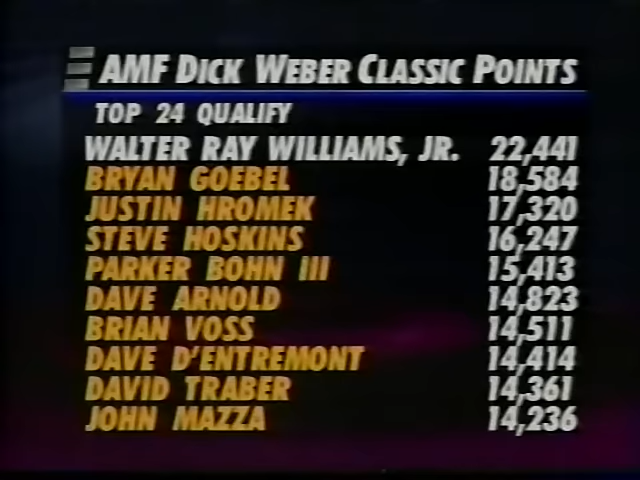 AMF DICK WEBER CLASSIC POINTS
TOP 24 QUALIFY
WALTER RAY WILLIAMS, JR. 22,441
BRYAN GOEBEL 18,584
JUSTIN HROMEK 17,320
STEVE HOSKINS 16,247
PARKER BOHN III 15,413
DAVE ARNOLD 14,823
BRIAN VOSS 14,511
DAVE D'ENTREMONT 14,414
DAVID TRABER 14,361
JOHN MAZZA 14,236